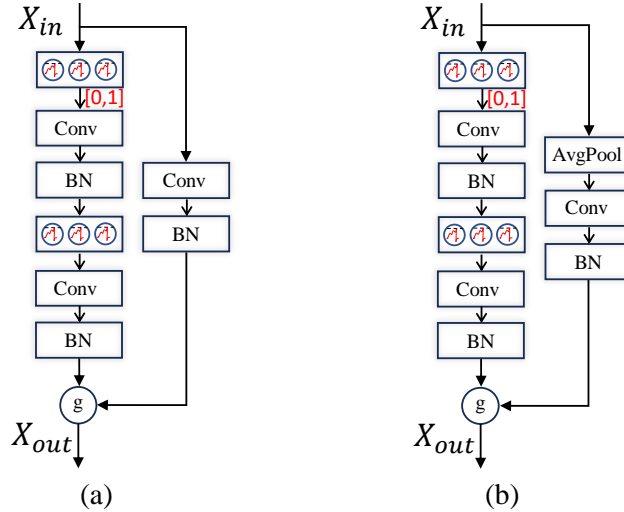 X_in
[0,1]
Conv
BN
Conv
BN
Conv
BN
g
X_out
(a)
X_in
[0,1]
Conv
BN
Conv
BN
AvgPool
Conv
BN
g
X_out
(b)